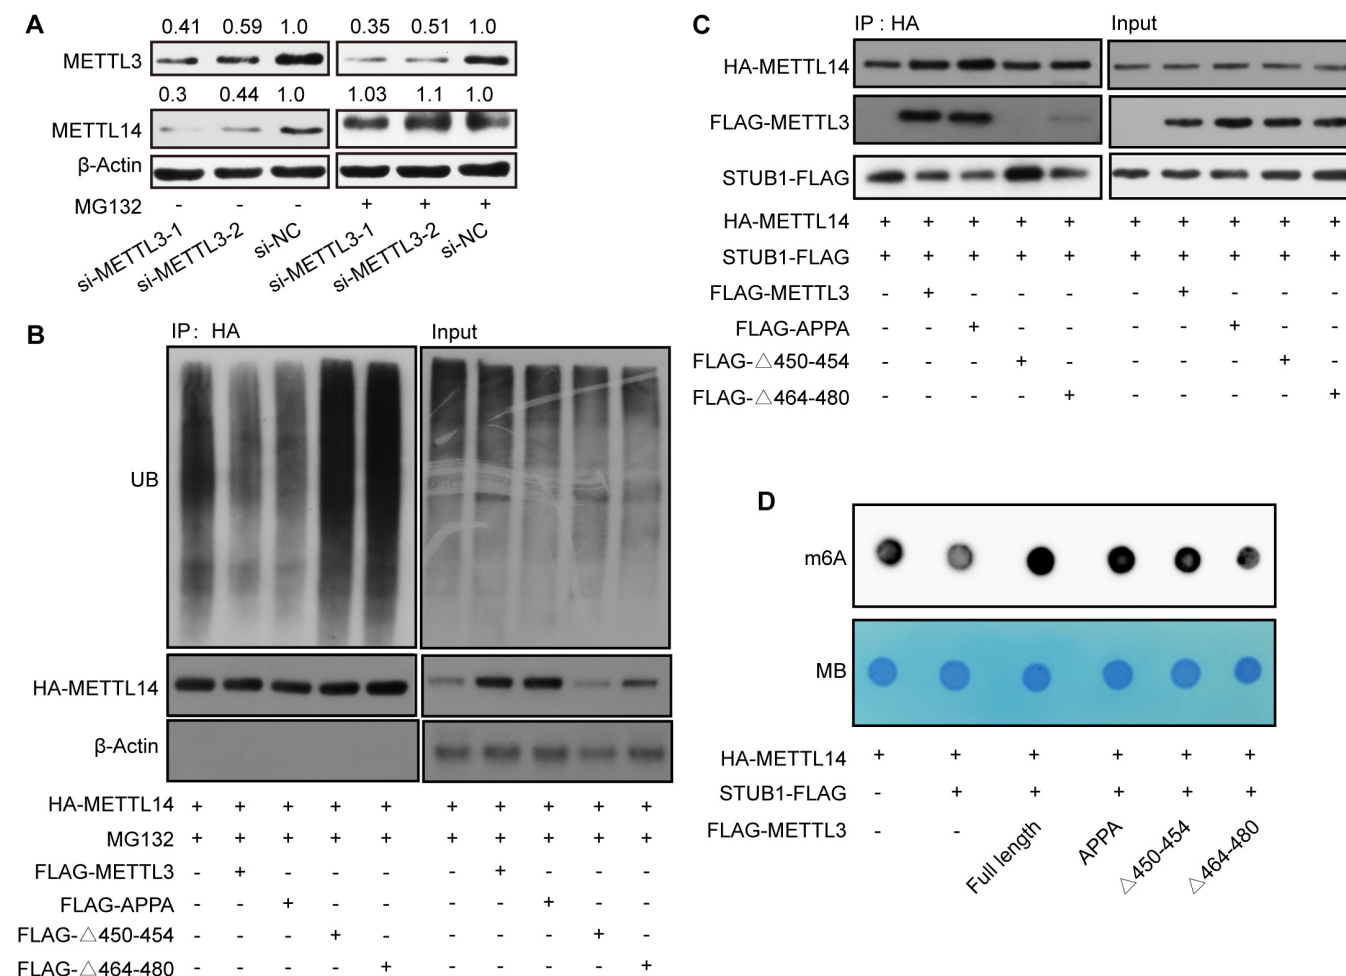 A
0.41 0.59 1.0 0.35 0.51 1.0
METTL3
0.3 0.44 1.0 1.03 1.1 1.0
METTL14
β-Actin
MG132 - - - + + +
si-METTL3-1 si-METTL3-2 si-NC si-METTL3-1 si-METTL3-2 si-NC
B
IP : HA Input
UB
HA-METTL14
β-Actin
HA-METTL14 + + + + + + + + + +
MG132 + + + + + + + + + +
FLAG-METTL3 - + - - - - + - - -
FLAG-APPA - - + - - - - + - -
FLAG-△450-454 - - - + - - - - + -
FLAG-△464-480 - - - - + - - - - +
C
IP : HA Input
HA-METTL14
FLAG-METTL3
STUB1-FLAG
HA-METTL14 + + + + + + + + + +
STUB1-FLAG + + + + + + + + + +
FLAG-METTL3 - + - - - - + - - -
FLAG-APPA - - + - - - - + - -
FLAG-△450-454 - - - + - - - - + -
FLAG-△464-480 - - - - + - - - - +
D
m6A
MB
HA-METTL14 + + + + + +
STUB1-FLAG - + + + + +
FLAG-METTL3 - - Full length APPA △450-454 △464-480